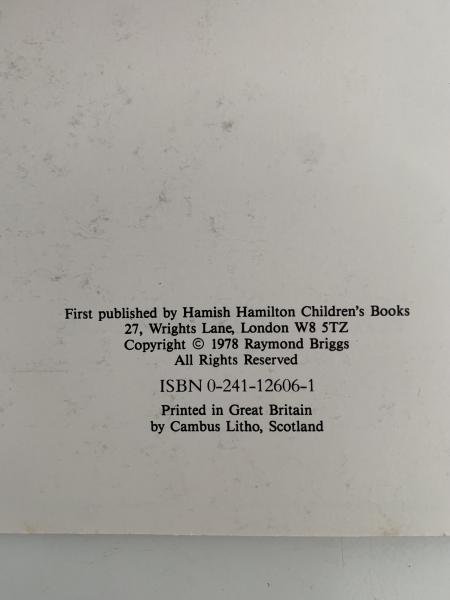 First published by Hamish Hamilton Children's Books
27, Wrights Lane, London W8 5TZ
Copyright © 1978 Raymond Briggs
All Rights Reserved
ISBN 0-241-12606-1
Printed in Great Britain
by Cambus Litho, Scotland